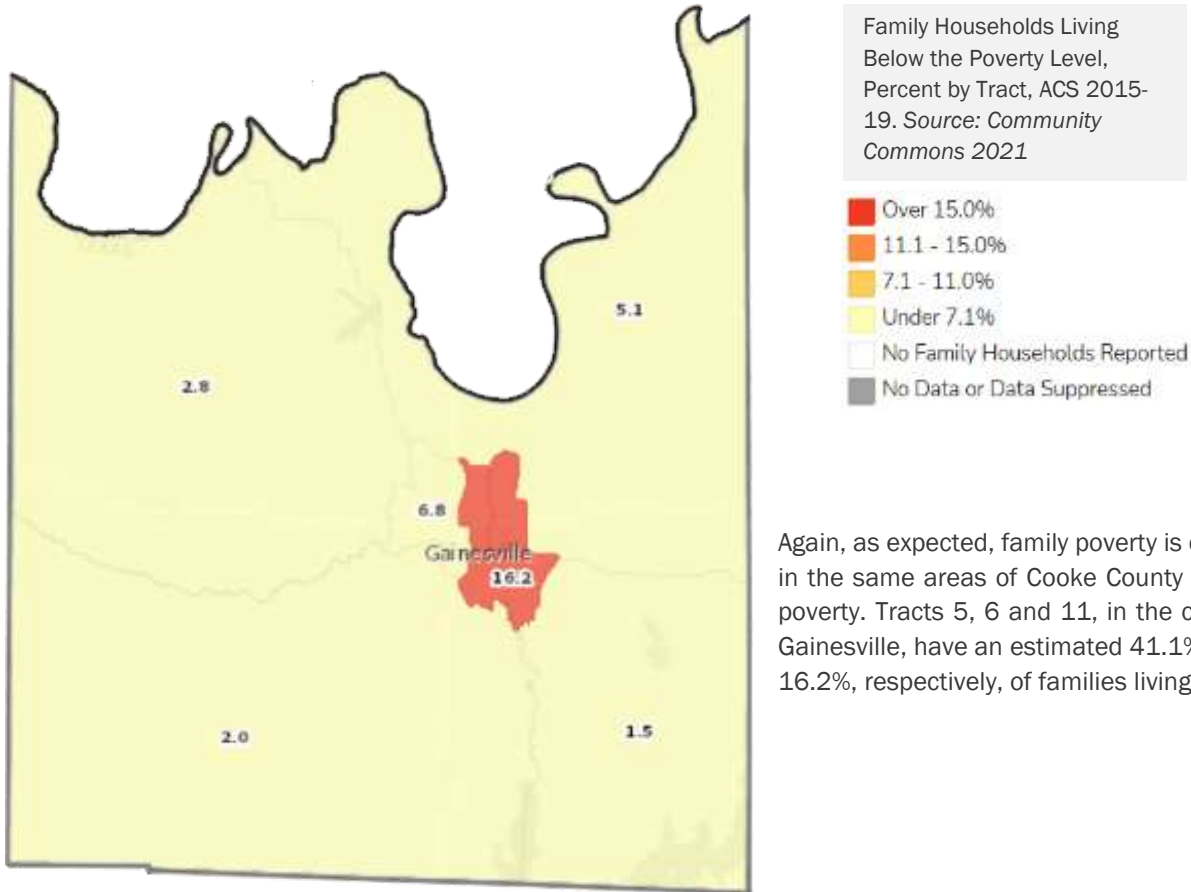 Family Households Living
Below the Poverty Level,
Percent by Tract, ACS 2015-
19. Source: Community
Commons 2021
Over 15.0%
11.1 - 15.0%
7.1 - 11.0%
Under 7.1%
No Family Households Reported
No Data or Data Suppressed
5.1
2.8
6.8
Gainesville
16.2
2.0
1.5
Again, as expected, family poverty is
in the same areas of Cooke County
poverty. Tracts 5, 6 and 11, in the
Gainesville, have an estimated 41.1%
16.2%, respectively, of families living